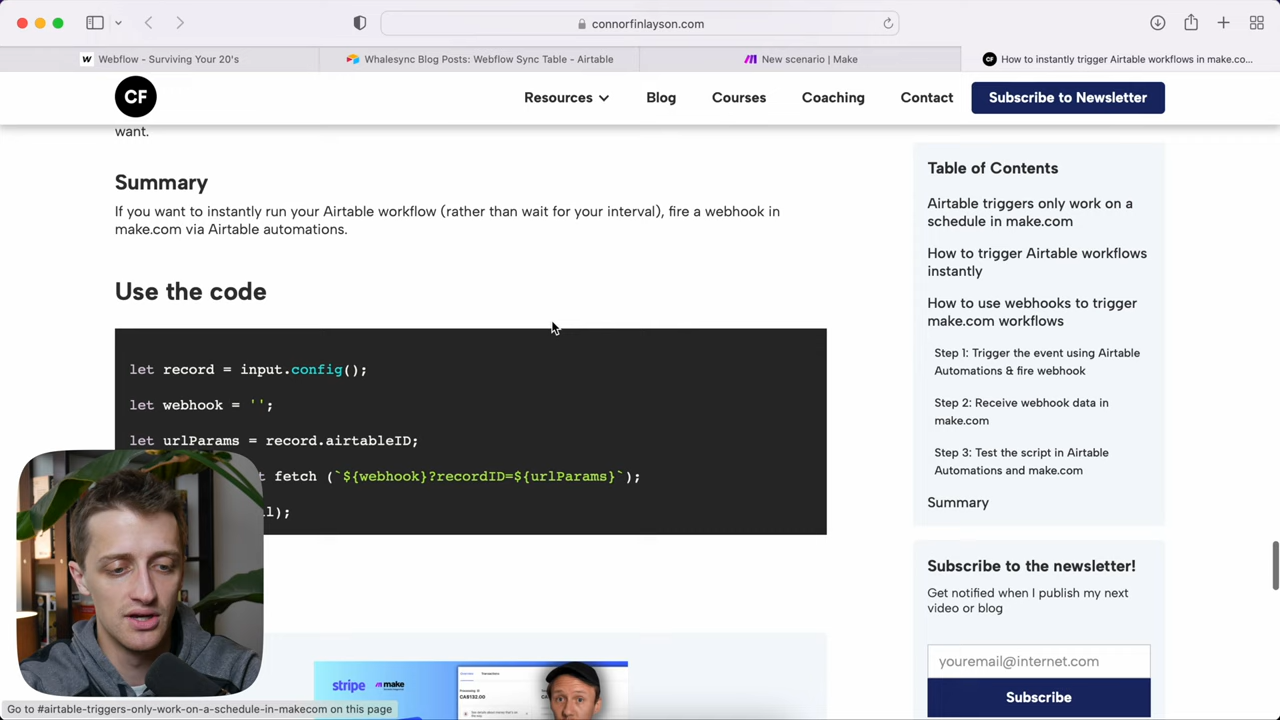 connorfinlayson.com
Webflow - Surviving Your 20's
Whalesync Blog Posts: Webflow Sync Table - Airtable
New scenario | Make
How to instantly trigger Airtable workflows in make.co...
CF
Resources
Blog
Courses
Coaching
Contact
Subscribe to Newsletter
want.
Summary
If you want to instantly run your Airtable workflow (rather than wait for your interval), fire a webhook in
make.com via Airtable automations.
Use the code
let record = input.config();
let webhook = '';
let urlParams = record.airtableID;
t fetch (`${webhook}?recordID=${urlParams}`);
l);
Table of Contents
Airtable triggers only work on a
schedule in make.com
How to trigger Airtable workflows
instantly
How to use webhooks to trigger
make.com workflows
Step 1: Trigger the event using Airtable
Automations & fire webhook
Step 2: Receive webhook data in
make.com
Step 3: Test the script in Airtable
Automations and make.com
Summary
Subscribe to the newsletter!
Get notified when I publish my next
video or blog
youremail@internet.com
Subscribe
stripe
make
CA$132.00
Go to #airtable-triggers-only-work-on-a-schedule-in-makecom on this page